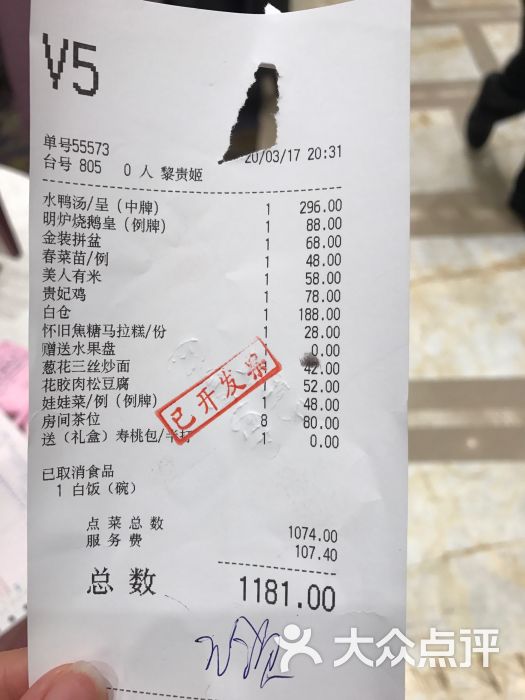 V5
单号55573
20/03/17 20:31
台号 805 0 人 黎贵姬
水鸭汤/呈（中牌） 1 296.00
明炉烧鹅皇（例牌） 1 88.00
金装拼盆 1 68.00
春菜苗/例 1 48.00
美人有米 1 58.00
贵妃鸡 1 78.00
白仓 1 188.00
怀旧焦糖马拉糕/份 1 28.00
赠送水果盘 0.00
葱花三丝炒面 42.00
花胶肉松豆腐 52.00
娃娃菜/例（例牌） 1 48.00
房间茶位 8 80.00
送（礼盒）寿桃包/半打 1 0.00
已开发票
已取消食品
1 白饭（碗）
点菜总数 1074.00
服务费 107.40
总数 1181.00
大众点评